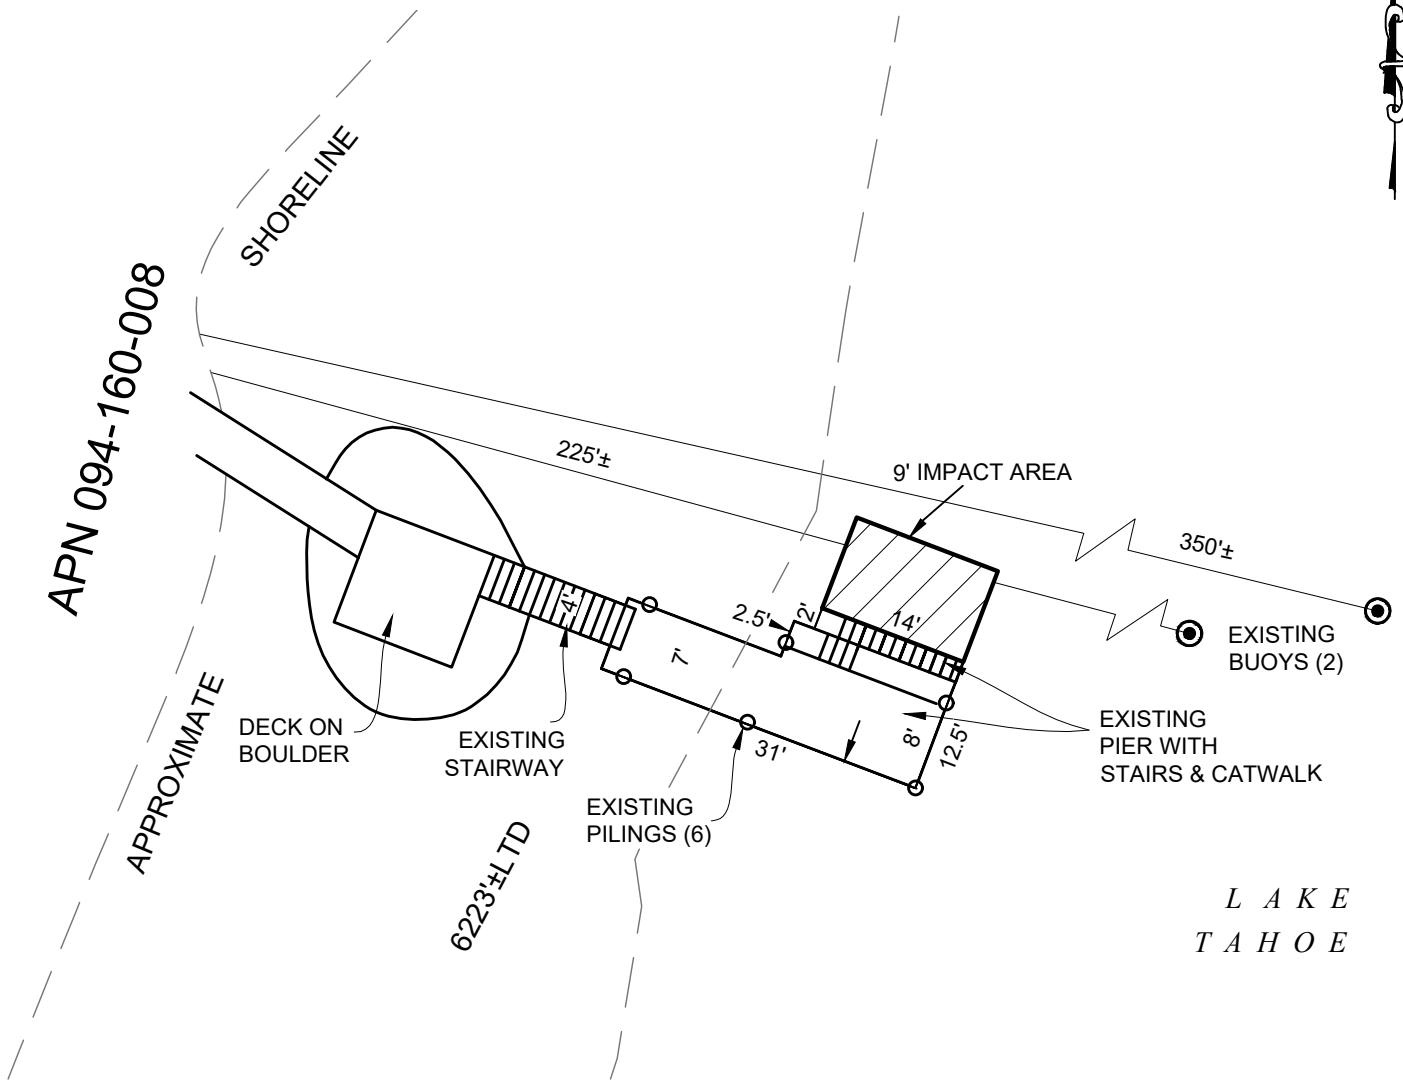 SHORELINE
APN 094-160-008
225'±
9' IMPACT AREA
350'±
4'
2.5'
2'
14'
7'
EXISTING
BUOYS (2)
DECK ON
BOULDER
EXISTING
STAIRWAY
31'
8'
12.5'
EXISTING
PIER WITH
STAIRS & CATWALK
APPROXIMATE
EXISTING
PILINGS (6)
6223'±LTD
LAKE
TAHOE